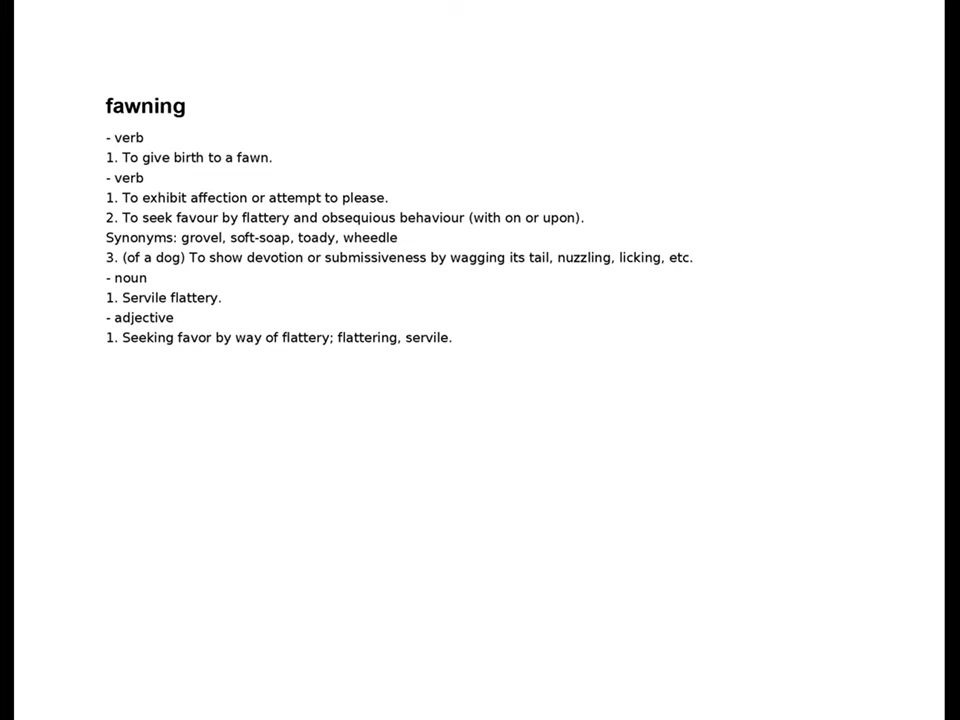 fawning
- verb
1. To give birth to a fawn.
- verb
1. To exhibit affection or attempt to please.
2. To seek favour by flattery and obsequious behaviour (with on or upon).
Synonyms: grovel, soft-soap, toady, wheedle
3. (of a dog) To show devotion or submissiveness by wagging its tail, nuzzling, licking, etc.
- noun
1. Servile flattery.
- adjective
1. Seeking favor by way of flattery; flattering, servile.